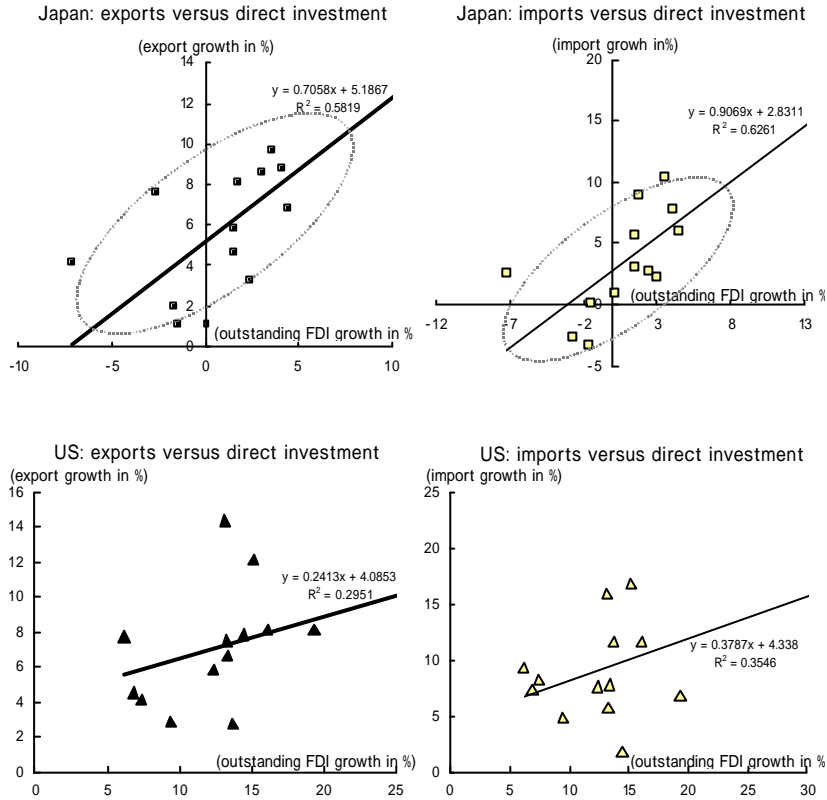 Japan: exports versus direct investment
(export growth in %)
14
12
10
8
6
4
2
0
-10
-5
0
5
10
y = 0.7058x + 5.1867
R² = 0.5819
(outstanding FDI growth in %
Japan: imports versus direct investment
(import growh in%)
20
15
10
5
0
-5
-12
-7
-2
3
8
13
y = 0.9069x + 2.8311
R² = 0.6261
(outstanding FDI growth in %
US: exports versus direct investment
(export growth in %)
16
14
12
10
8
6
4
2
0
0
5
10
15
20
25
y = 0.2413x + 4.0853
R² = 0.2951
(outstanding FDI growth in %)
US: imports versus direct investment
(import growth in %)
25
20
15
10
5
0
0
5
10
15
20
25
30
y = 0.3787x + 4.338
R² = 0.3546
(outstanding FDI growth in %)